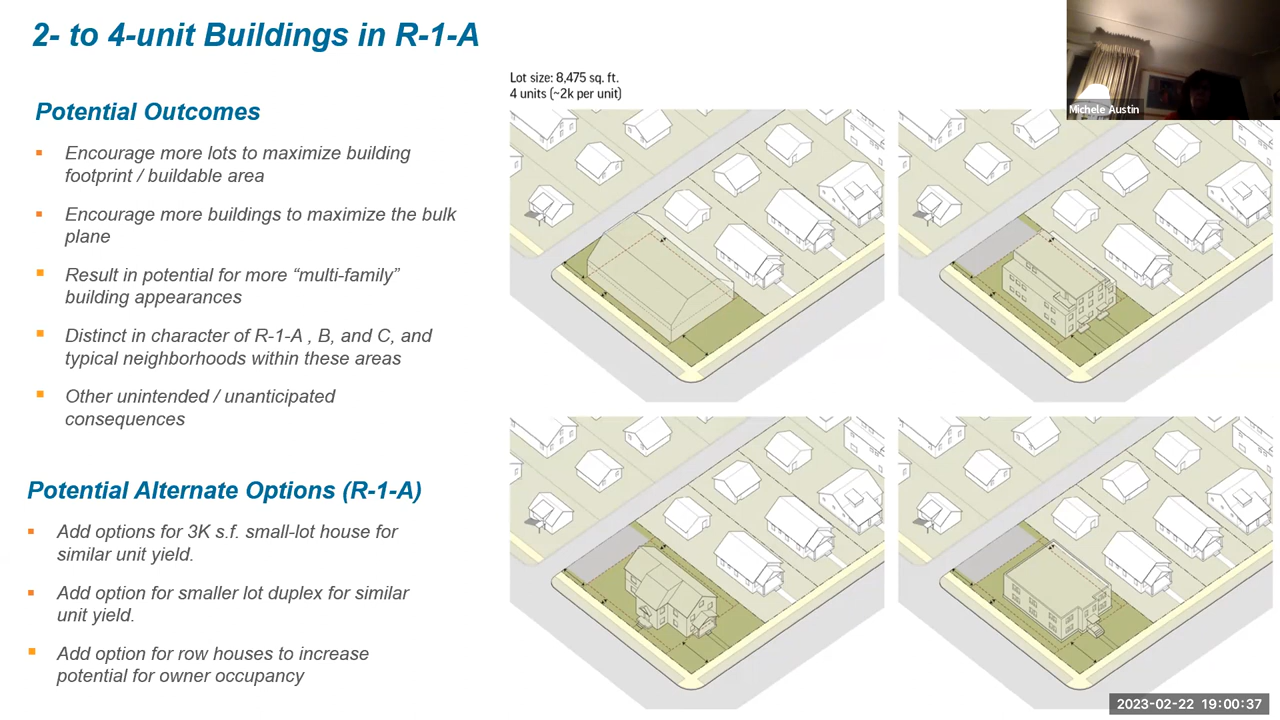 2- to 4-unit Buildings in R-1-A
Potential Outcomes
Encourage more lots to maximize building
footprint / buildable area
Encourage more buildings to maximize the bulk
plane
Result in potential for more “multi-family”
building appearances
Distinct in character of R-1-A , B, and C, and
typical neighborhoods within these areas
Other unintended / unanticipated
consequences
Potential Alternate Options (R-1-A)
Add options for 3K s.f. small-lot house for
similar unit yield.
Add option for smaller lot duplex for similar
unit yield.
Add option for row houses to increase
potential for owner occupancy
Lot size: 8,475 sq. ft.
4 units (~2k per unit)
Michele Austin
2023-02-22 19:00:37